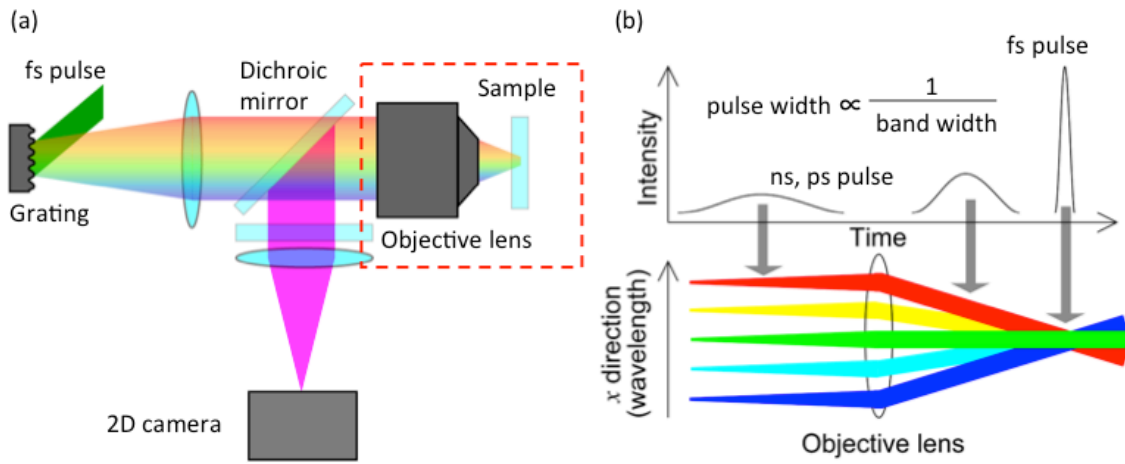 (a)
fs pulse
Dichroic
mirror
Sample
Grating
Objective lens
2D camera
(b)
fs pulse
pulse width ∝ 1
band width
Intensity
ns, ps pulse
Time
x direction
(wavelength)
Objective lens